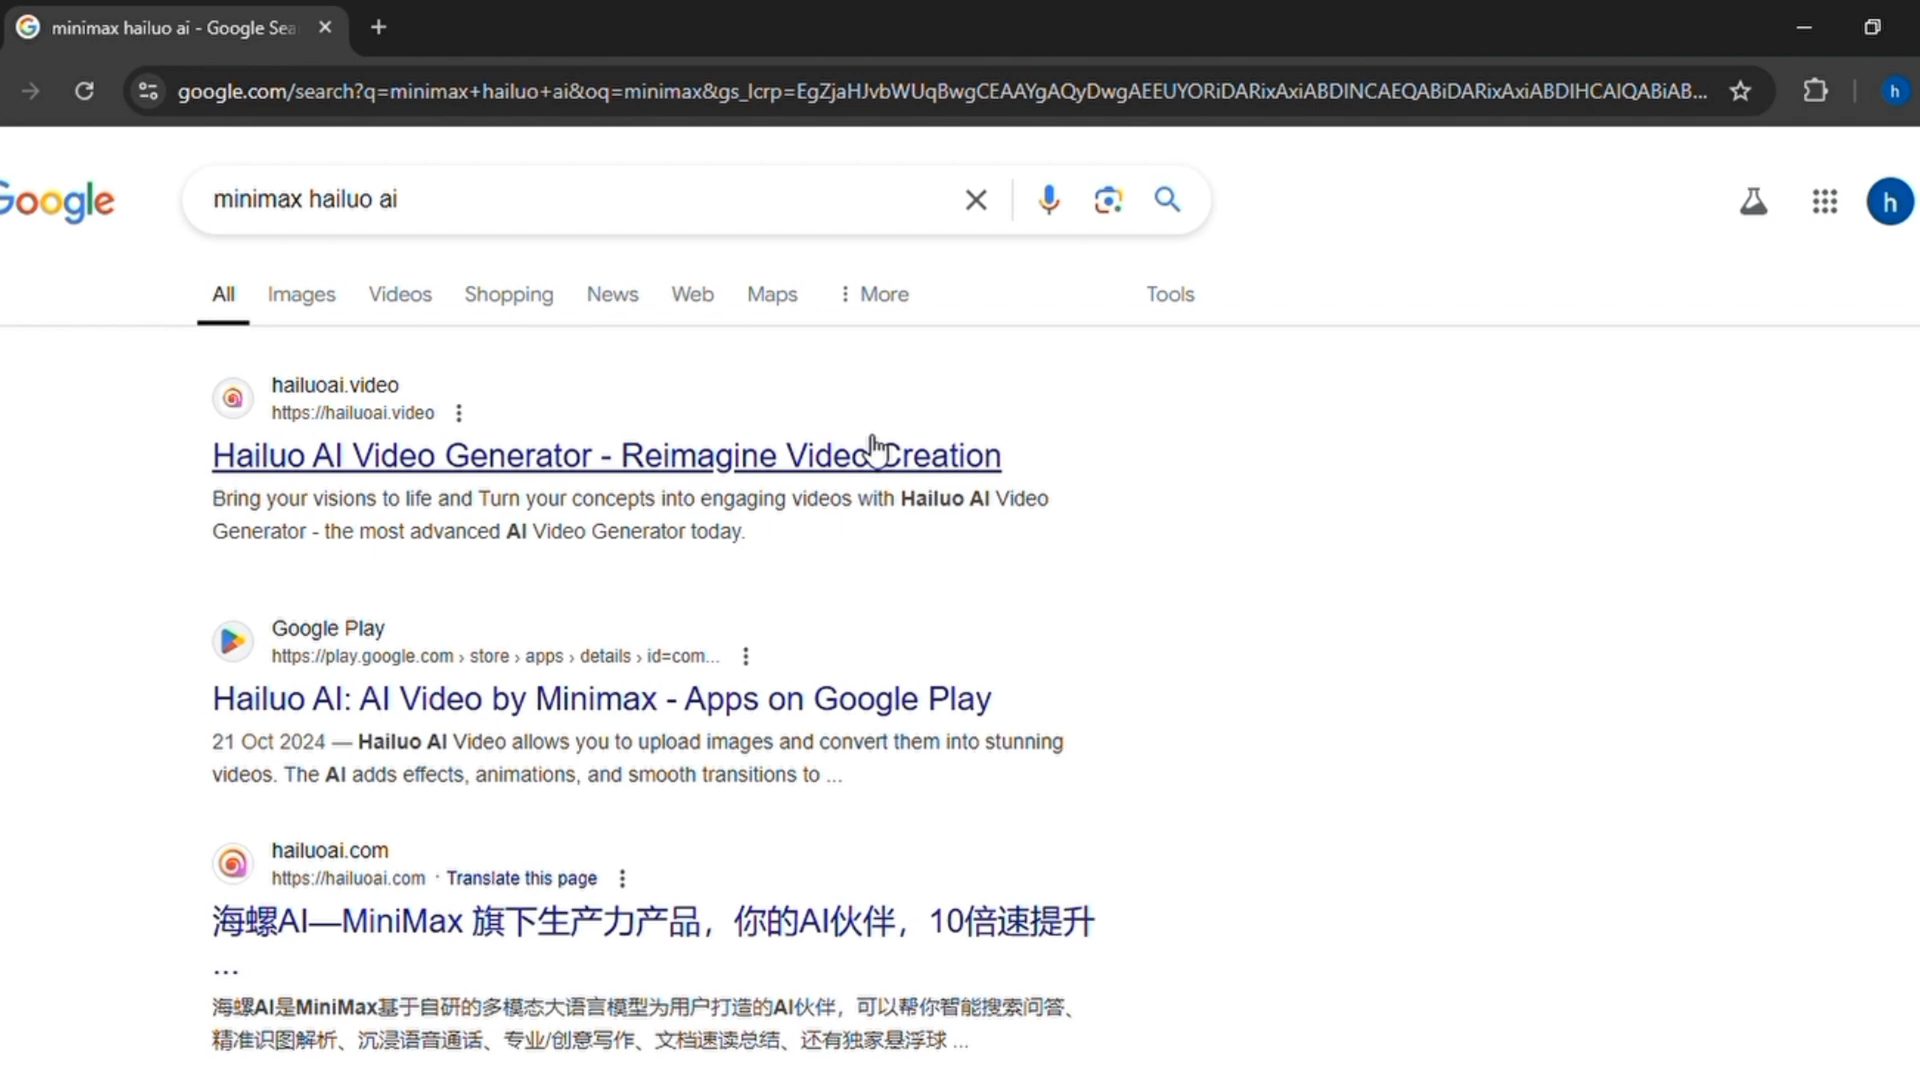 minimax hailuo ai - Google Sea
google.com/search?q=minimax+hailuo+ai&oq=minimax&gs_lcrp=EgZjaHJvbWUqBwgCEAAYgAQyDwgAEEUYORiDARixAxiABDINCAEQABiDARixAxiABDIHCAIQABiAB...
h
Google
minimax hailuo ai
h
All Images Videos Shopping News Web Maps More Tools
hailuoai.video
https://hailuoai.video
Hailuo AI Video Generator - Reimagine Video Creation
Bring your visions to life and Turn your concepts into engaging videos with Hailuo AI Video
Generator - the most advanced AI Video Generator today.
Google Play
https://play.google.com › store › apps › details › id=com...
Hailuo AI: AI Video by Minimax - Apps on Google Play
21 Oct 2024 — Hailuo AI Video allows you to upload images and convert them into stunning
videos. The AI adds effects, animations, and smooth transitions to ...
hailuoai.com
https://hailuoai.com · Translate this page
海螺AI—MiniMax 旗下生产力产品，你的AI伙伴，10倍速提升
...
海螺AI是MiniMax基于自研的多模态大语言模型为用户打造的AI伙伴，可以帮你智能搜索问答、
精准识图解析、沉浸语音通话、专业/创意写作、文档速读总结、还有独家悬浮球 ...